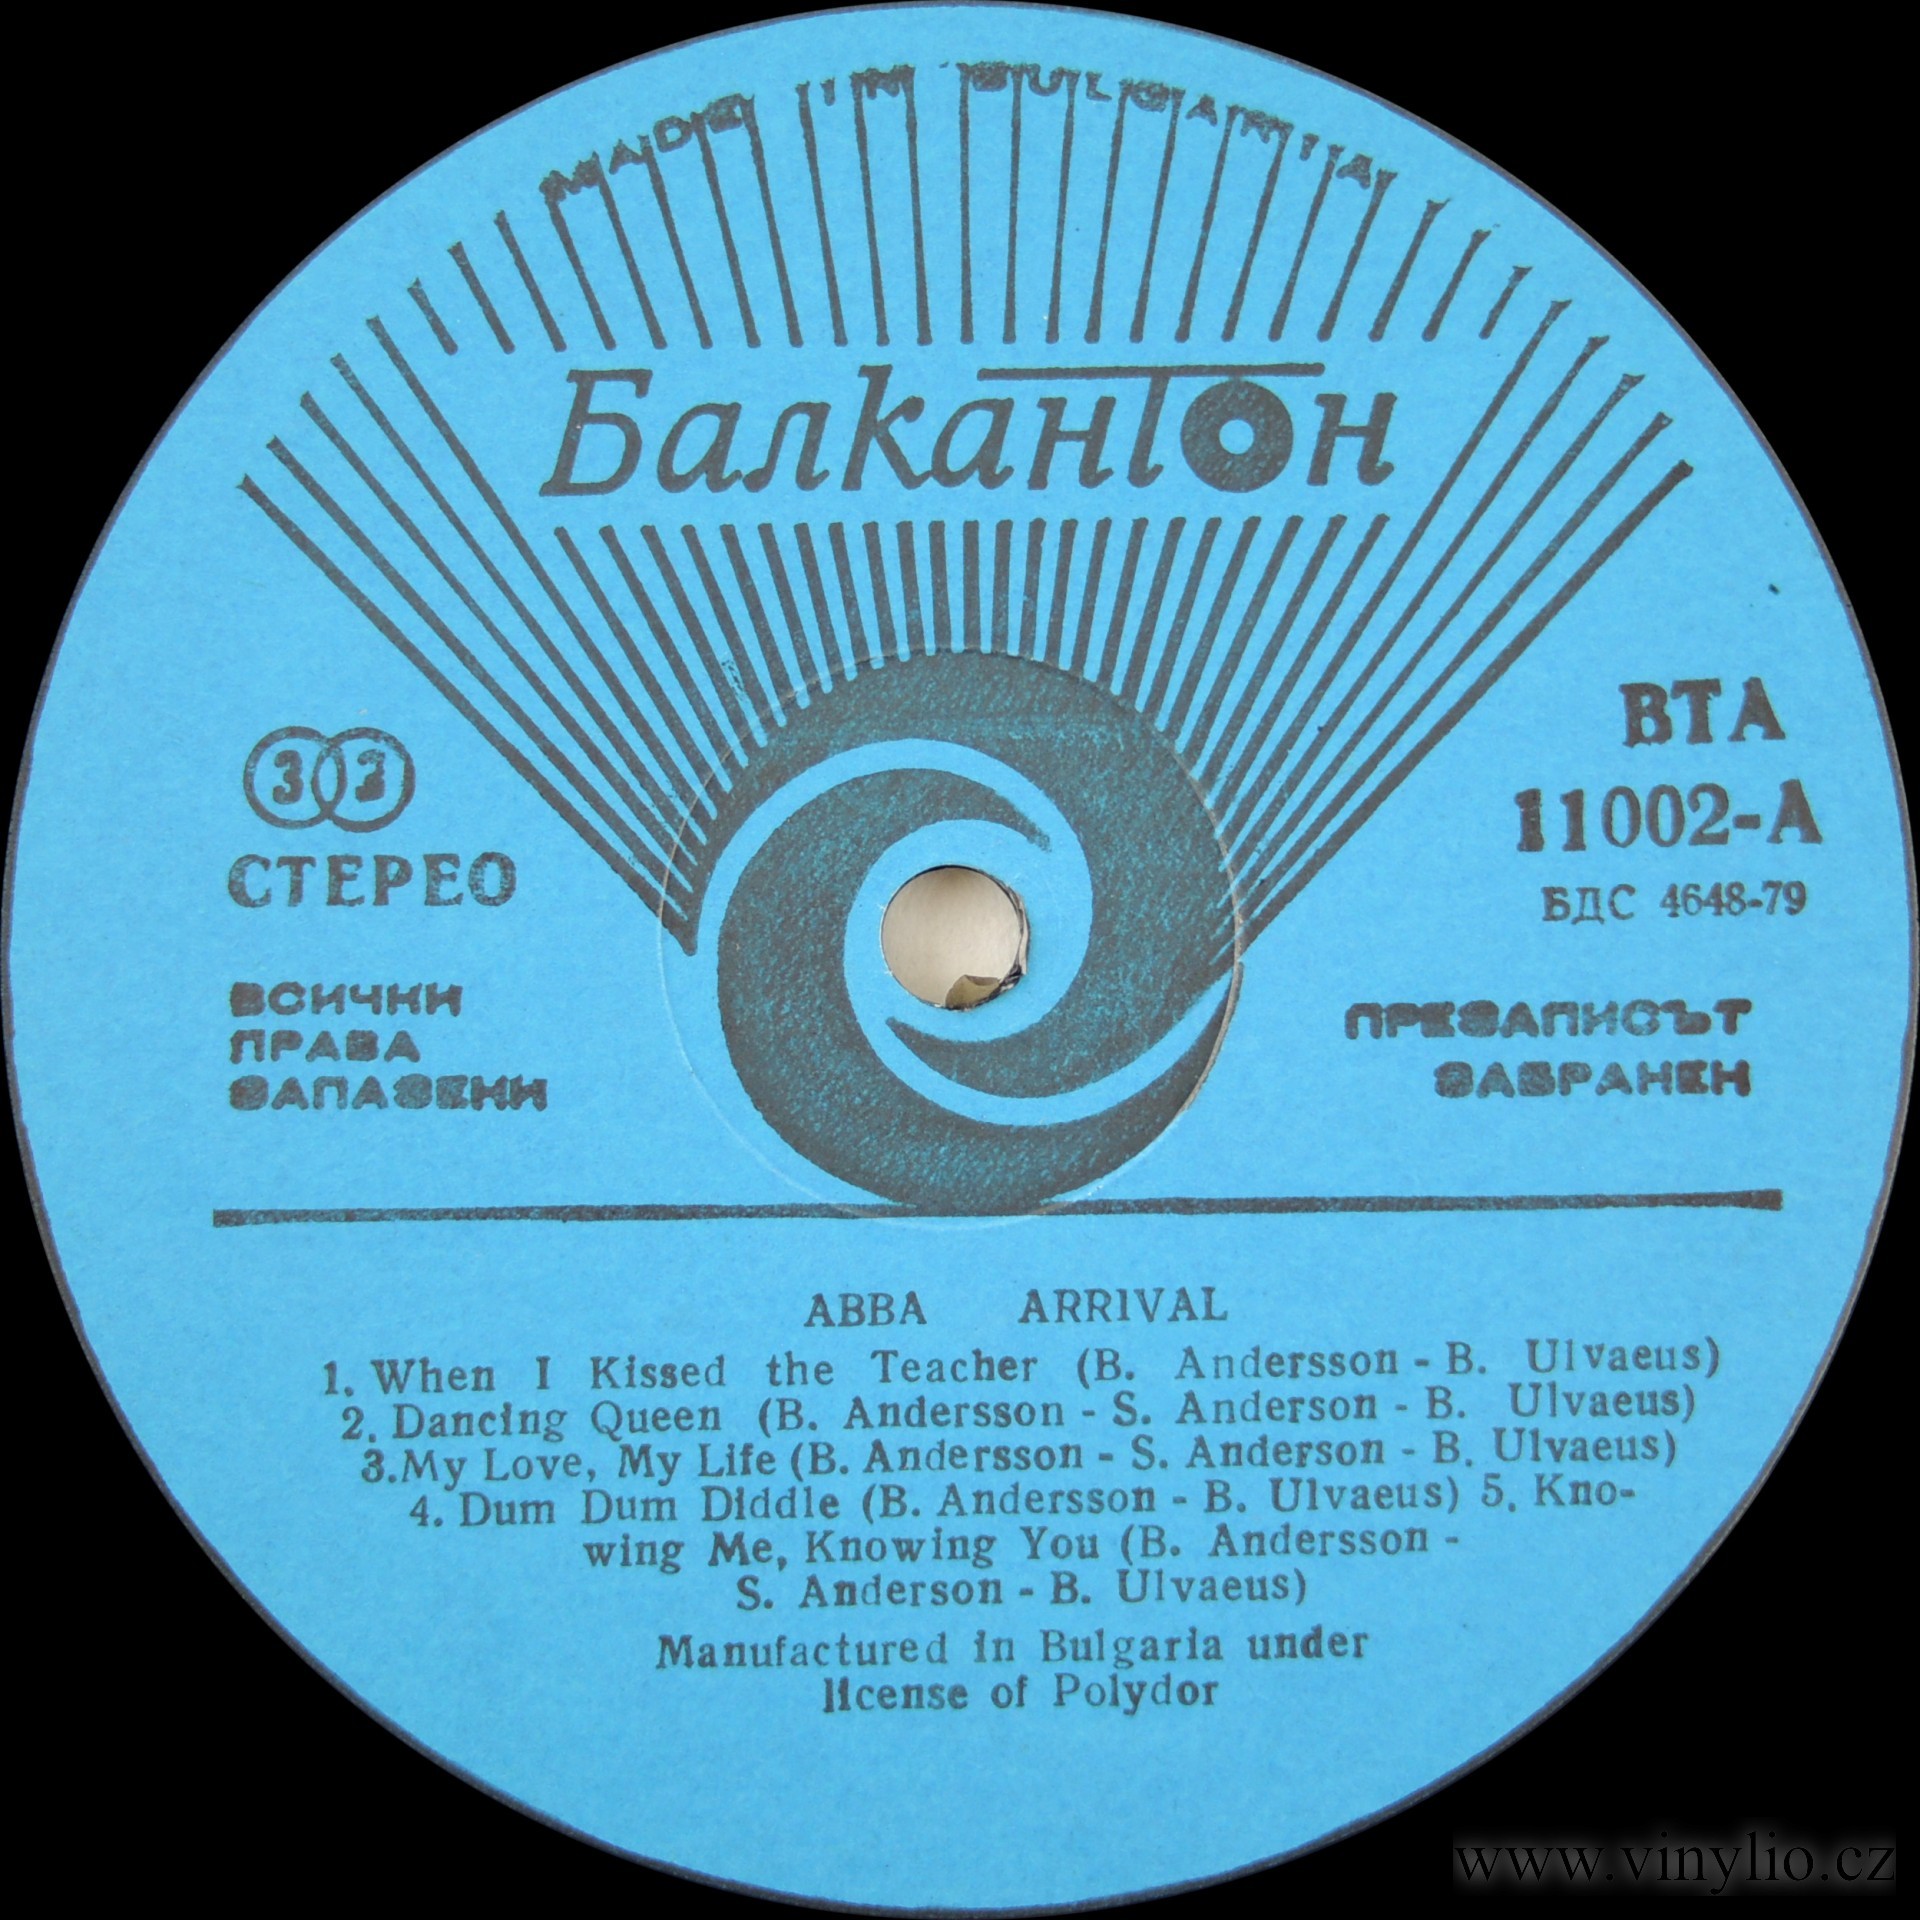 MADE IN BULGARIA
Балкантон
33
СТЕРЕО
ВСИЧКИ
ПРАВА
ЗАПАЗЕНИ
ВТА
11002-А
БДС 4648-79
ПРЕЗАПИСЪТ
ЗАБРАНЕН
ABBA ARRIVAL
1. When I Kissed the Teacher (B. Andersson - B. Ulvaeus)
2. Dancing Queen (B. Andersson - S. Anderson - B. Ulvaeus)
3. My Love, My Life (B. Andersson - S. Anderson - B. Ulvaeus)
4. Dum Dum Diddle (B. Andersson - B. Ulvaeus) 5. Kno-
wing Me, Knowing You (B. Andersson -
S. Anderson - B. Ulvaeus)
Manufactured in Bulgaria under
license of Polydor
www.vinylio.cz